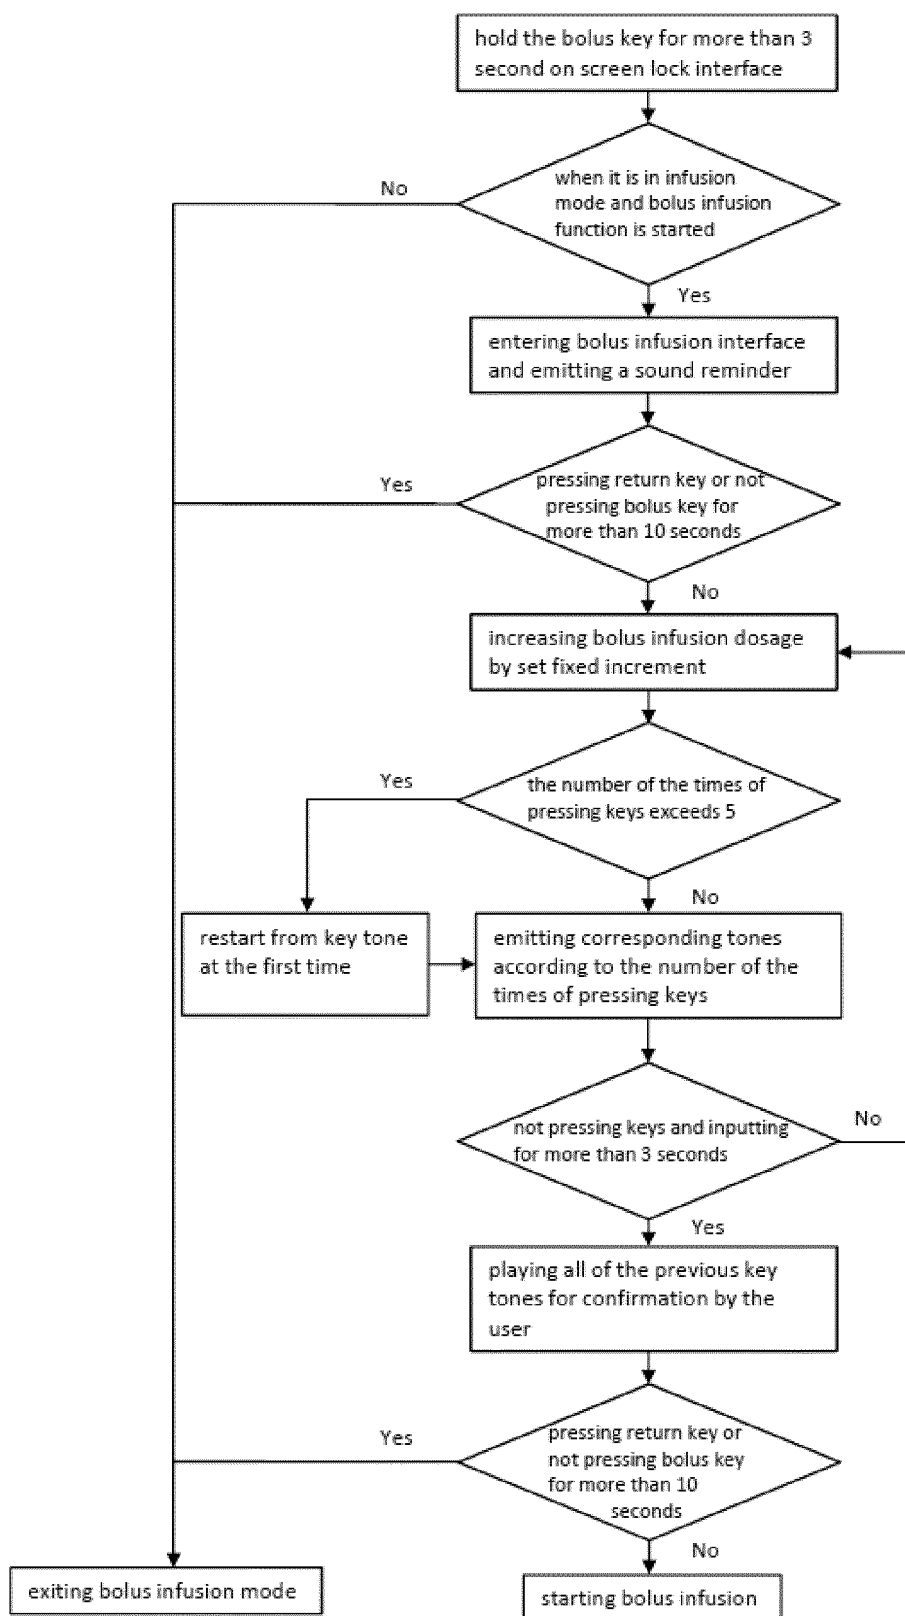 hold the bolus key for more than 3
second on screen lock interface
No
when it is in infusion
mode and bolus infusion
function is started
Yes
entering bolus infusion interface
and emitting a sound reminder
Yes
pressing return key or not
pressing bolus key for
more than 10 seconds
No
increasing bolus infusion dosage
by set fixed increment
Yes
the number of the times of
pressing keys exceeds 5
No
restart from key tone
at the first time
emitting corresponding tones
according to the number of the
times of pressing keys
not pressing keys and inputting
for more than 3 seconds
No
Yes
playing all of the previous key
tones for confirmation by the
user
Yes
pressing return key or
not pressing bolus key
for more than 10
seconds
No
exiting bolus infusion mode
starting bolus infusion